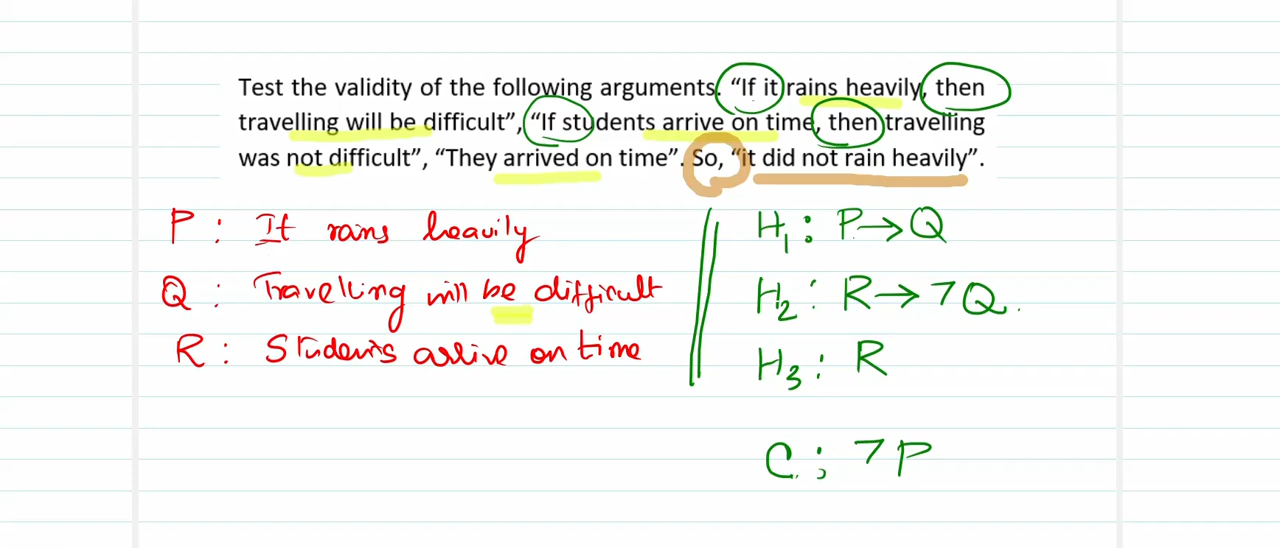 Test the validity of the following arguments. “If it rains heavily, then
travelling will be difficult”, “If students arrive on time, then travelling
was not difficult”, “They arrived on time”. So, “it did not rain heavily”.
P : It rains heavily
Q : Travelling will be difficult
R : Students arrive on time
H₁ : P → Q
H₂ : R → ¬Q.
H₃ : R
C : ¬P